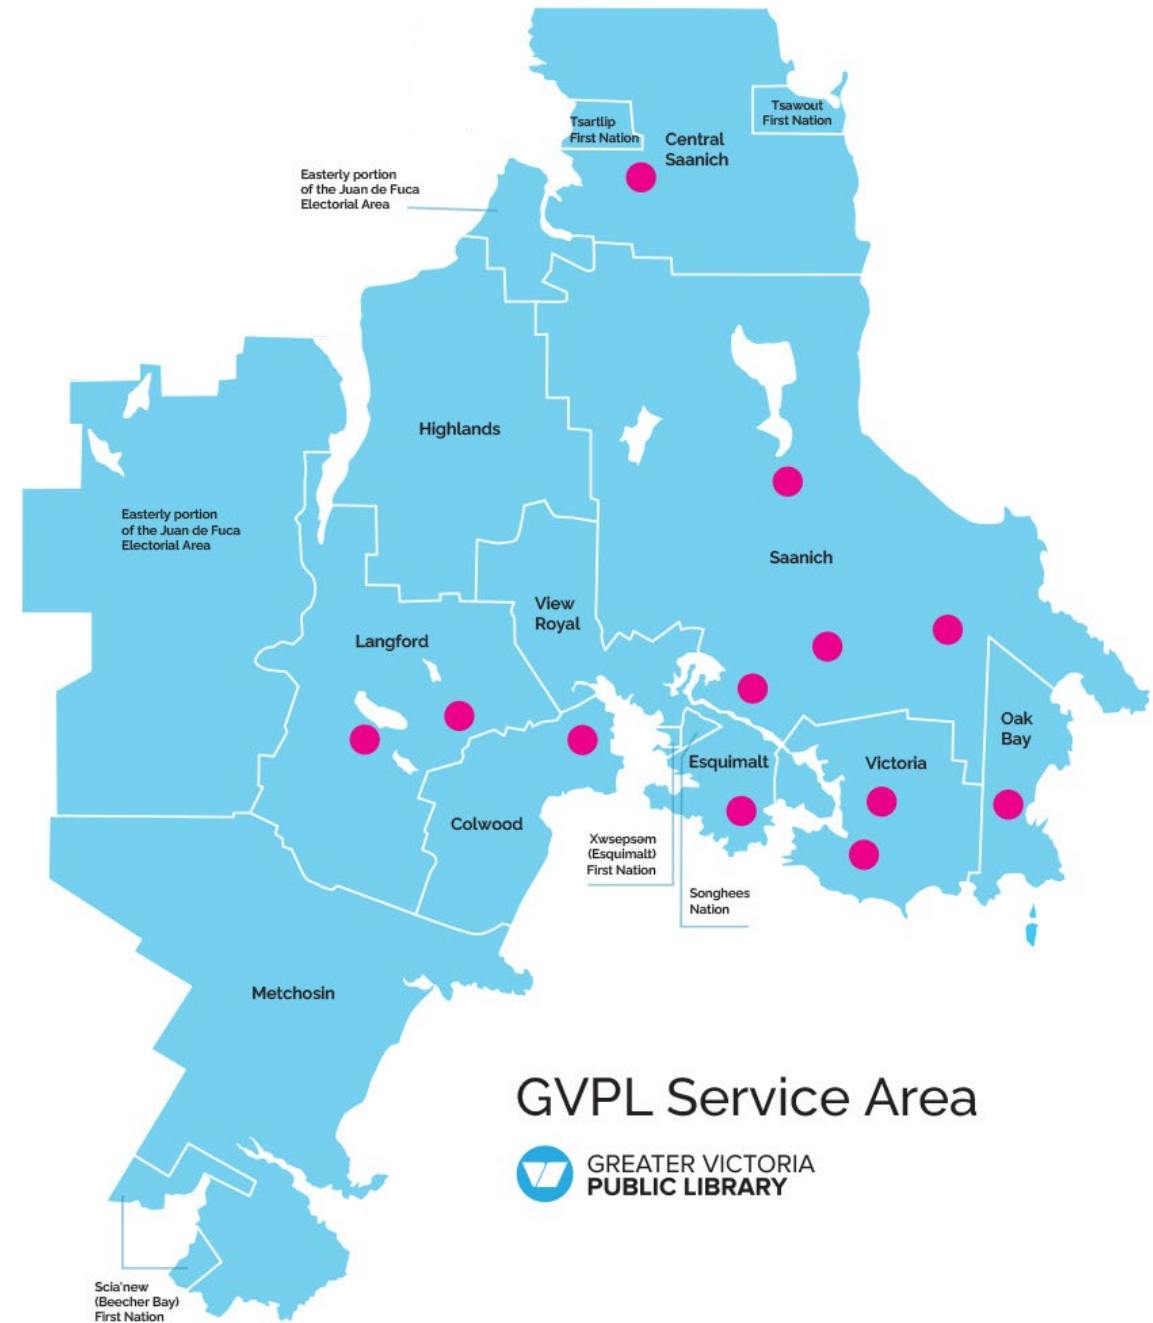 Tsawout
First Nation
Tsartlip
First Nation
Central
Saanich
Easterly portion
of the Juan de Fuca
Electorial Area
Highlands
Easterly portion
of the Juan de Fuca
Electorial Area
Saanich
View
Royal
Langford
Oak
Bay
Esquimalt
Victoria
Colwood
Xwsepsəm
(Esquimalt)
First Nation
Songhees
Nation
Metchosin
GVPL Service Area
GREATER VICTORIA
PUBLIC LIBRARY
Scia'new
(Beecher Bay)
First Nation